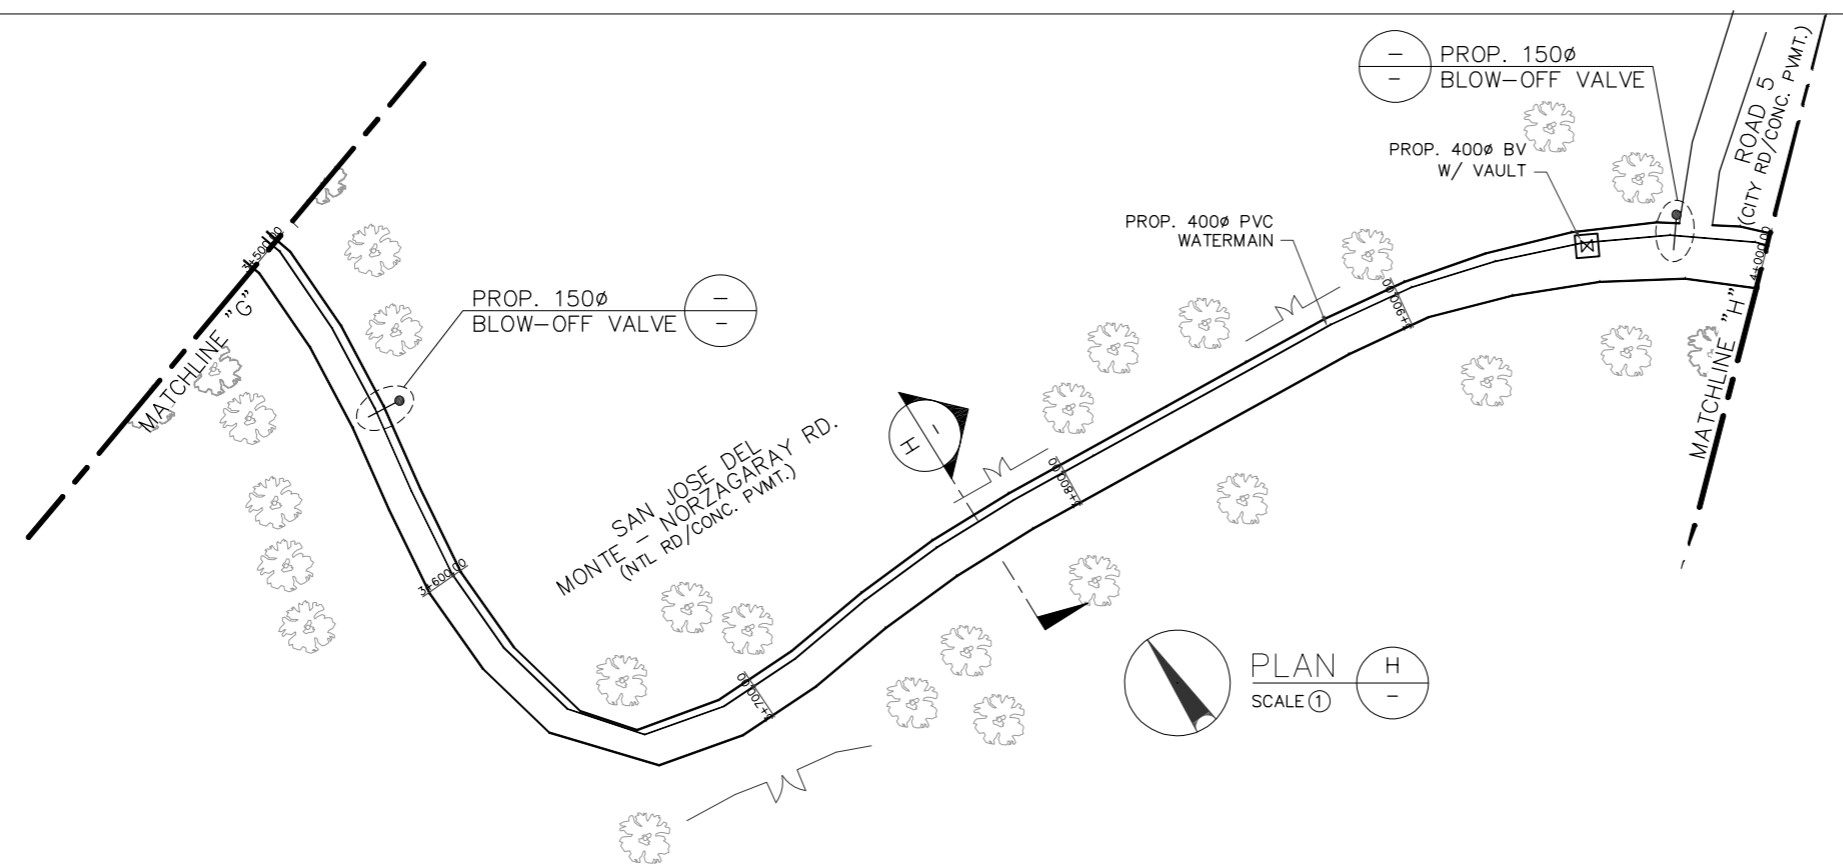 PROP. 150ø
BLOW-OFF VALVE
-
-
ROAD 5
(CITY RD/CONC. PVMT.)
PROP. 400ø BV
W/ VAULT
PROP. 400ø PVC
WATERMAIN
3+500.00
MATCHLINE "G"
PROP. 150ø
BLOW-OFF VALVE
-
-
4+000.00
MATCHLINE "H"
3+900.00
3+800.00
H
-
SAN JOSE DEL
MONTE - NORZAGARAY RD.
(NTL RD/CONC. PVMT.)
3+600.00
3+700.00
PLAN
SCALE 1
H
-